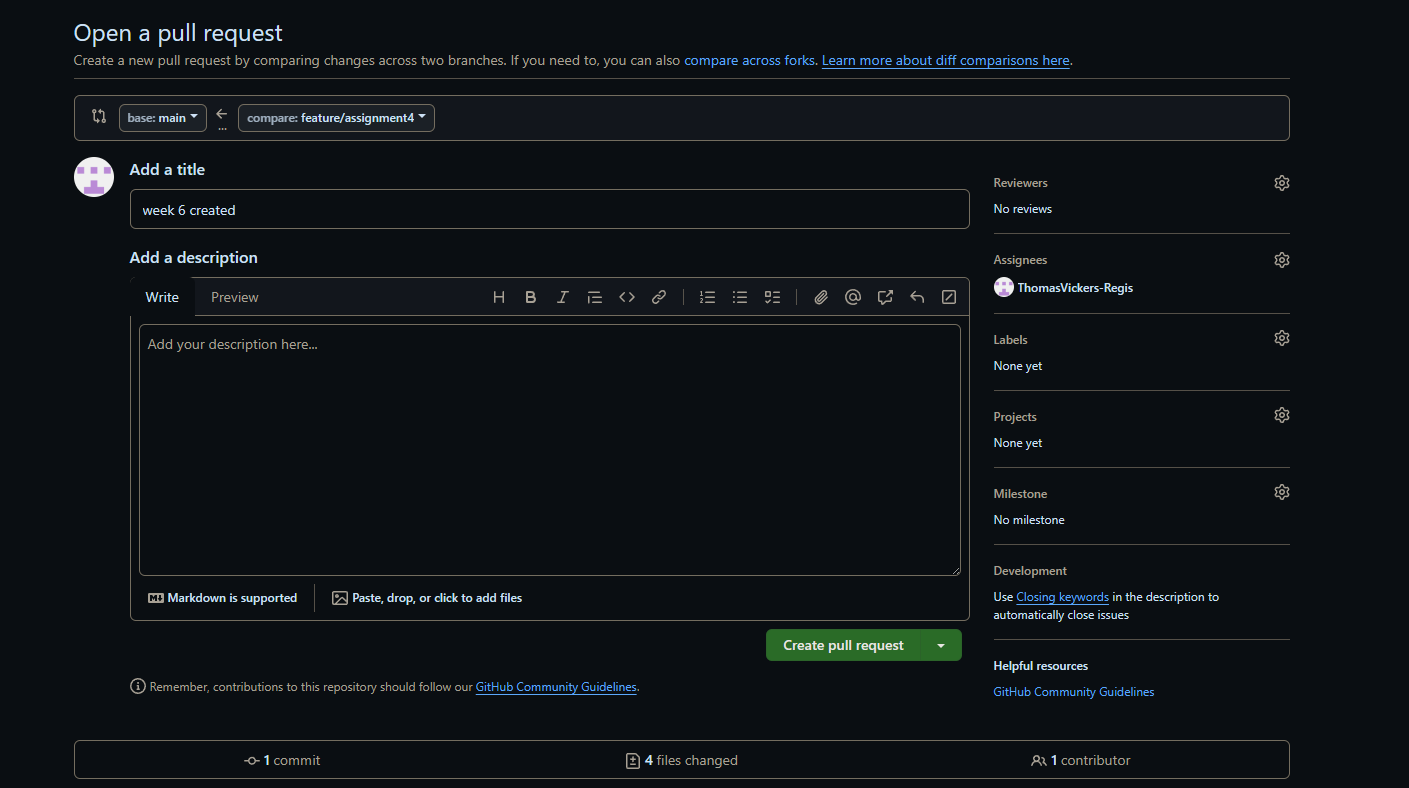 Open a pull request
Create a new pull request by comparing changes across two branches. If you need to, you can also compare across forks. Learn more about diff comparisons here.
base: main
...
compare: feature/assignment4
Add a title
week 6 created
Add a description
Write
Preview
Add your description here...
Markdown is supported
Paste, drop, or click to add files
Create pull request
Remember, contributions to this repository should follow our GitHub Community Guidelines.
Reviewers
No reviews
Assignees
ThomasVickers-Regis
Labels
None yet
Projects
None yet
Milestone
No milestone
Development
Use Closing keywords in the description to
automatically close issues
Helpful resources
GitHub Community Guidelines
1 commit
4 files changed
1 contributor